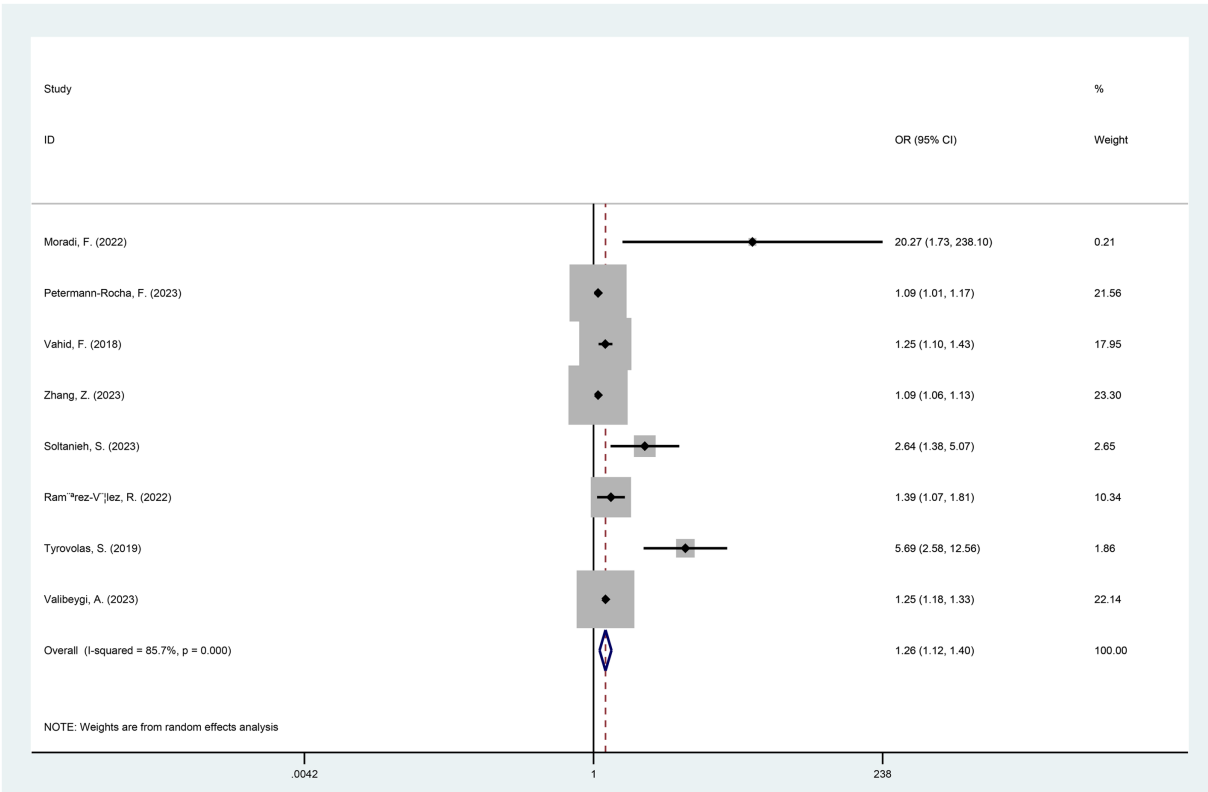 Study %
ID OR (95% CI) Weight
Moradi, F. (2022) 20.27 (1.73, 238.10) 0.21
Petermann-Rocha, F. (2023) 1.09 (1.01, 1.17) 21.56
Vahid, F. (2018) 1.25 (1.10, 1.43) 17.95
Zhang, Z. (2023) 1.09 (1.06, 1.13) 23.30
Soltanieh, S. (2023) 2.64 (1.38, 5.07) 2.65
Ram¨ªrez-V¨¦lez, R. (2022) 1.39 (1.07, 1.81) 10.34
Tyrovolas, S. (2019) 5.69 (2.58, 12.56) 1.86
Valibeygi, A. (2023) 1.25 (1.18, 1.33) 22.14
Overall (I-squared = 85.7%, p = 0.000) 1.26 (1.12, 1.40) 100.00
NOTE: Weights are from random effects analysis
.0042 1 238